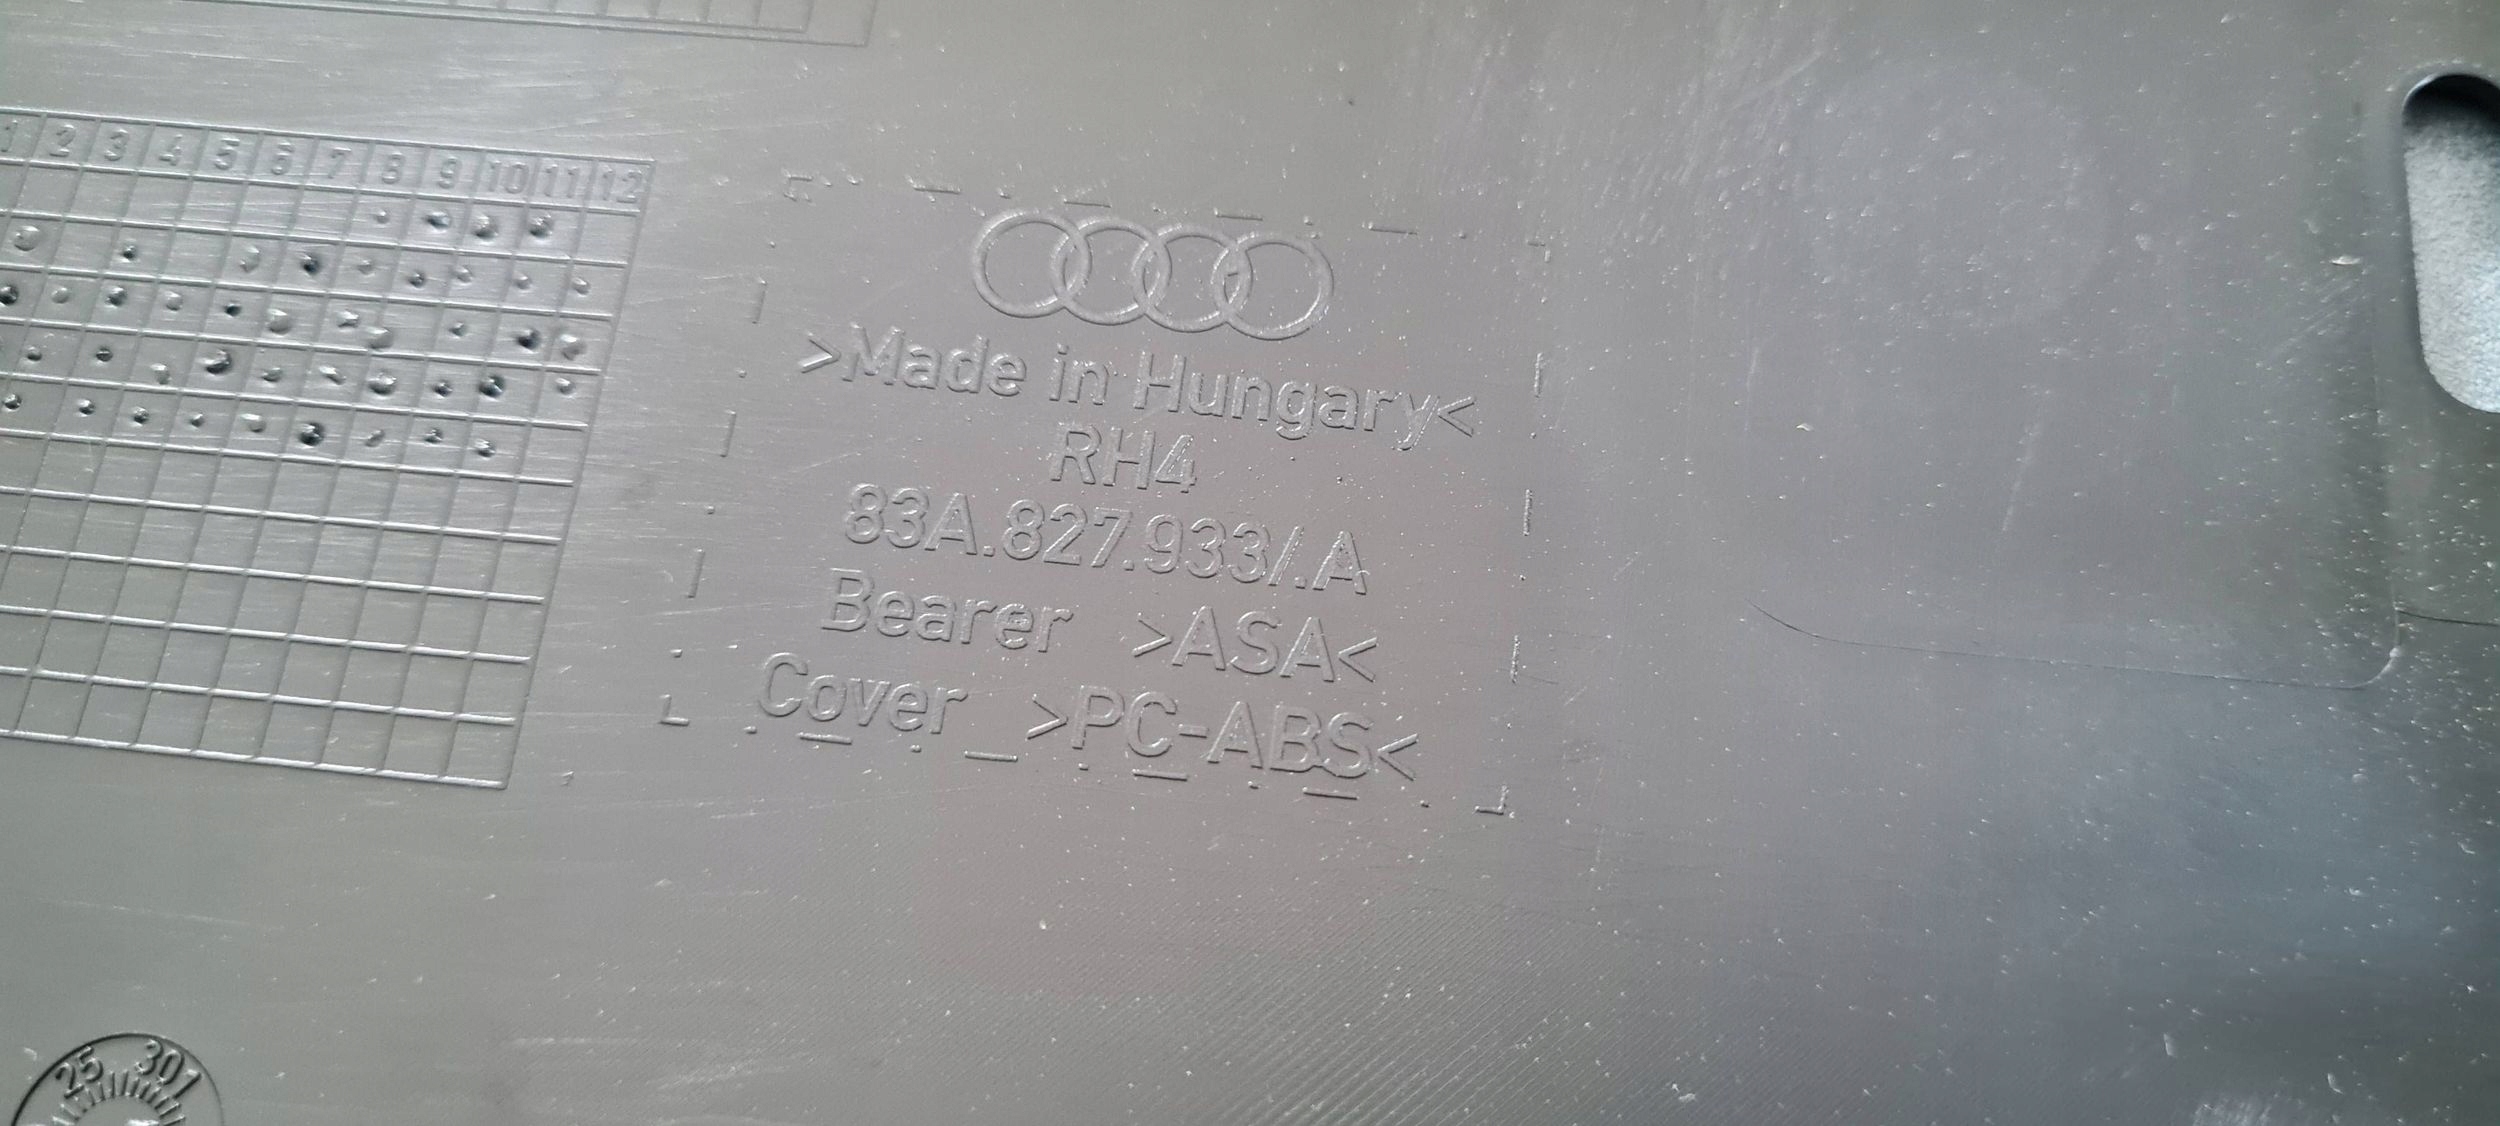 1 2 3 4 5 6 7 8 9 10 11 12
>Made in Hungary<
RH4
83A.827.933/.A
Bearer >ASA<
Cover >PC-ABS<
25 301